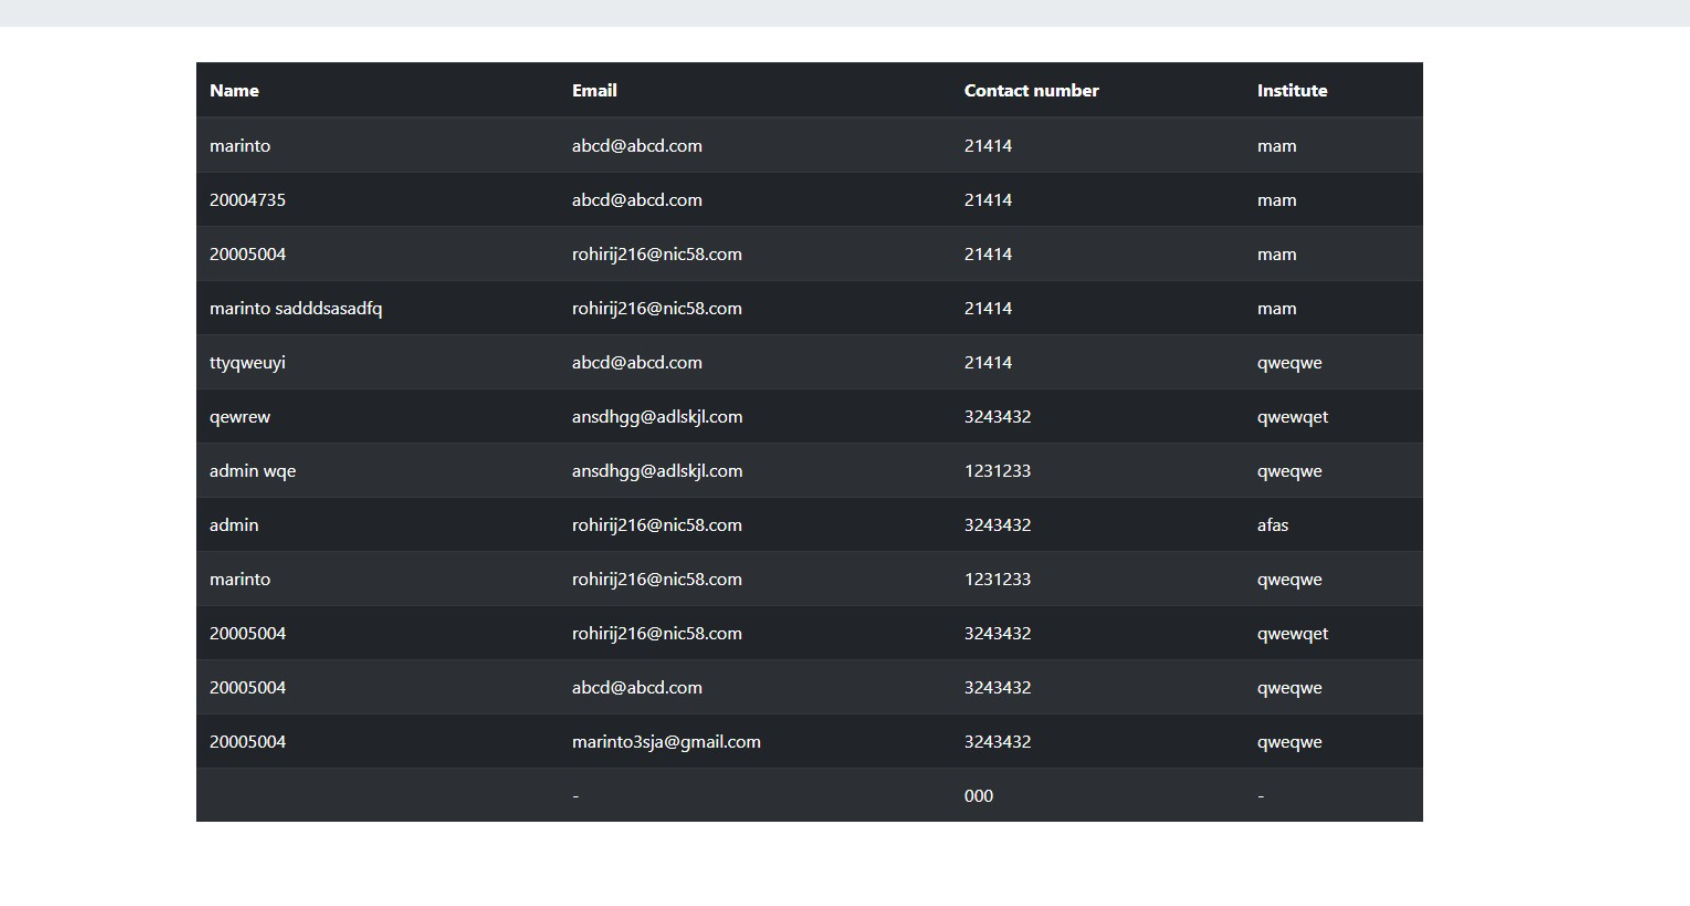 Name Email Contact number Institute
marinto abcd@abcd.com 21414 mam
20004735 abcd@abcd.com 21414 mam
20005004 rohirij216@nic58.com 21414 mam
marinto sadddsasadfq rohirij216@nic58.com 21414 mam
ttyqweuyi abcd@abcd.com 21414 qweqwe
qewrew ansdhgg@adlskjl.com 3243432 qwewqet
admin wqe ansdhgg@adlskjl.com 1231233 qweqwe
admin rohirij216@nic58.com 3243432 afas
marinto rohirij216@nic58.com 1231233 qweqwe
20005004 rohirij216@nic58.com 3243432 qwewqet
20005004 abcd@abcd.com 3243432 qweqwe
20005004 marinto3sja@gmail.com 3243432 qweqwe
- 000 -